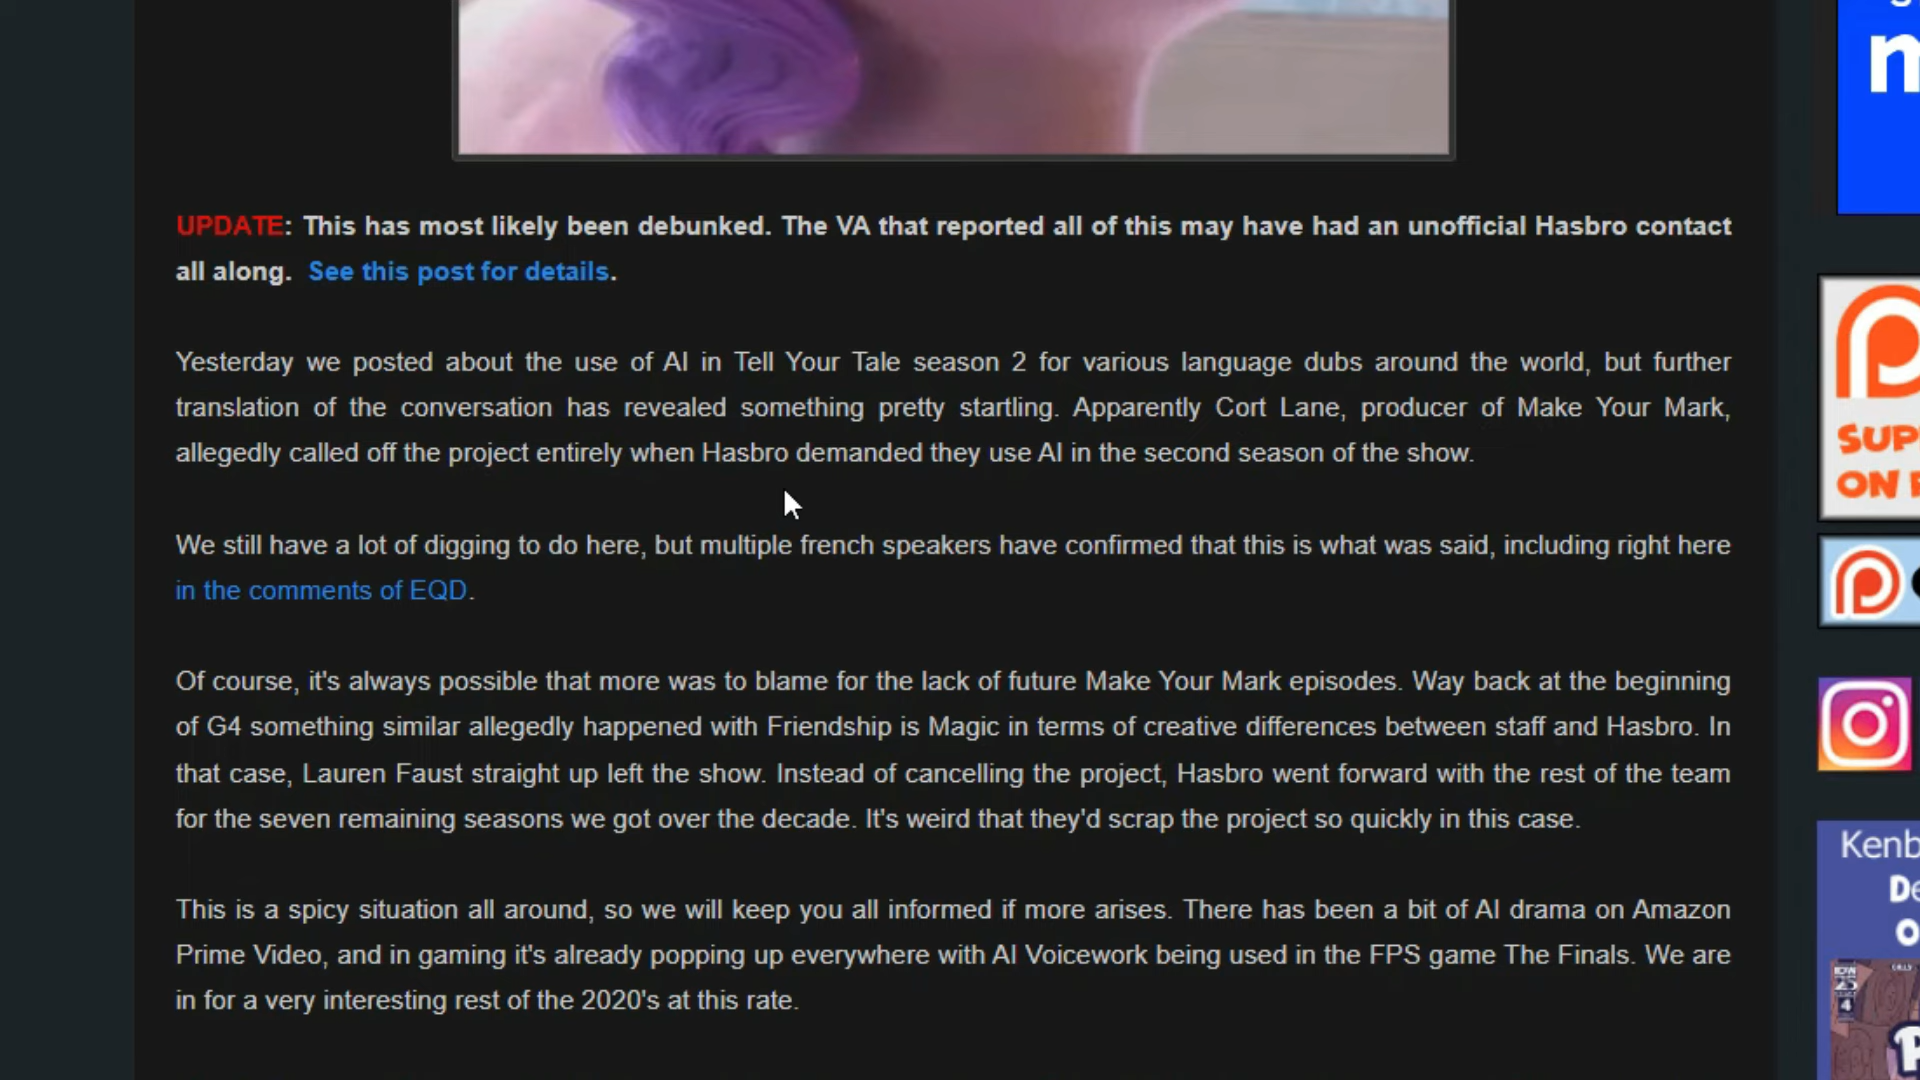 UPDATE: This has most likely been debunked. The VA that reported all of this may have had an unofficial Hasbro contact
all along. See this post for details.
Yesterday we posted about the use of AI in Tell Your Tale season 2 for various language dubs around the world, but further
translation of the conversation has revealed something pretty startling. Apparently Cort Lane, producer of Make Your Mark,
allegedly called off the project entirely when Hasbro demanded they use AI in the second season of the show.
We still have a lot of digging to do here, but multiple french speakers have confirmed that this is what was said, including right here
in the comments of EQD.
Of course, it's always possible that more was to blame for the lack of future Make Your Mark episodes. Way back at the beginning
of G4 something similar allegedly happened with Friendship is Magic in terms of creative differences between staff and Hasbro. In
that case, Lauren Faust straight up left the show. Instead of cancelling the project, Hasbro went forward with the rest of the team
for the seven remaining seasons we got over the decade. It's weird that they'd scrap the project so quickly in this case.
This is a spicy situation all around, so we will keep you all informed if more arises. There has been a bit of AI drama on Amazon
Prime Video, and in gaming it's already popping up everywhere with AI Voicework being used in the FPS game The Finals. We are
in for a very interesting rest of the 2020's at this rate.
m
SUP
ON
Kenb
De
O
IDW
25
4
P